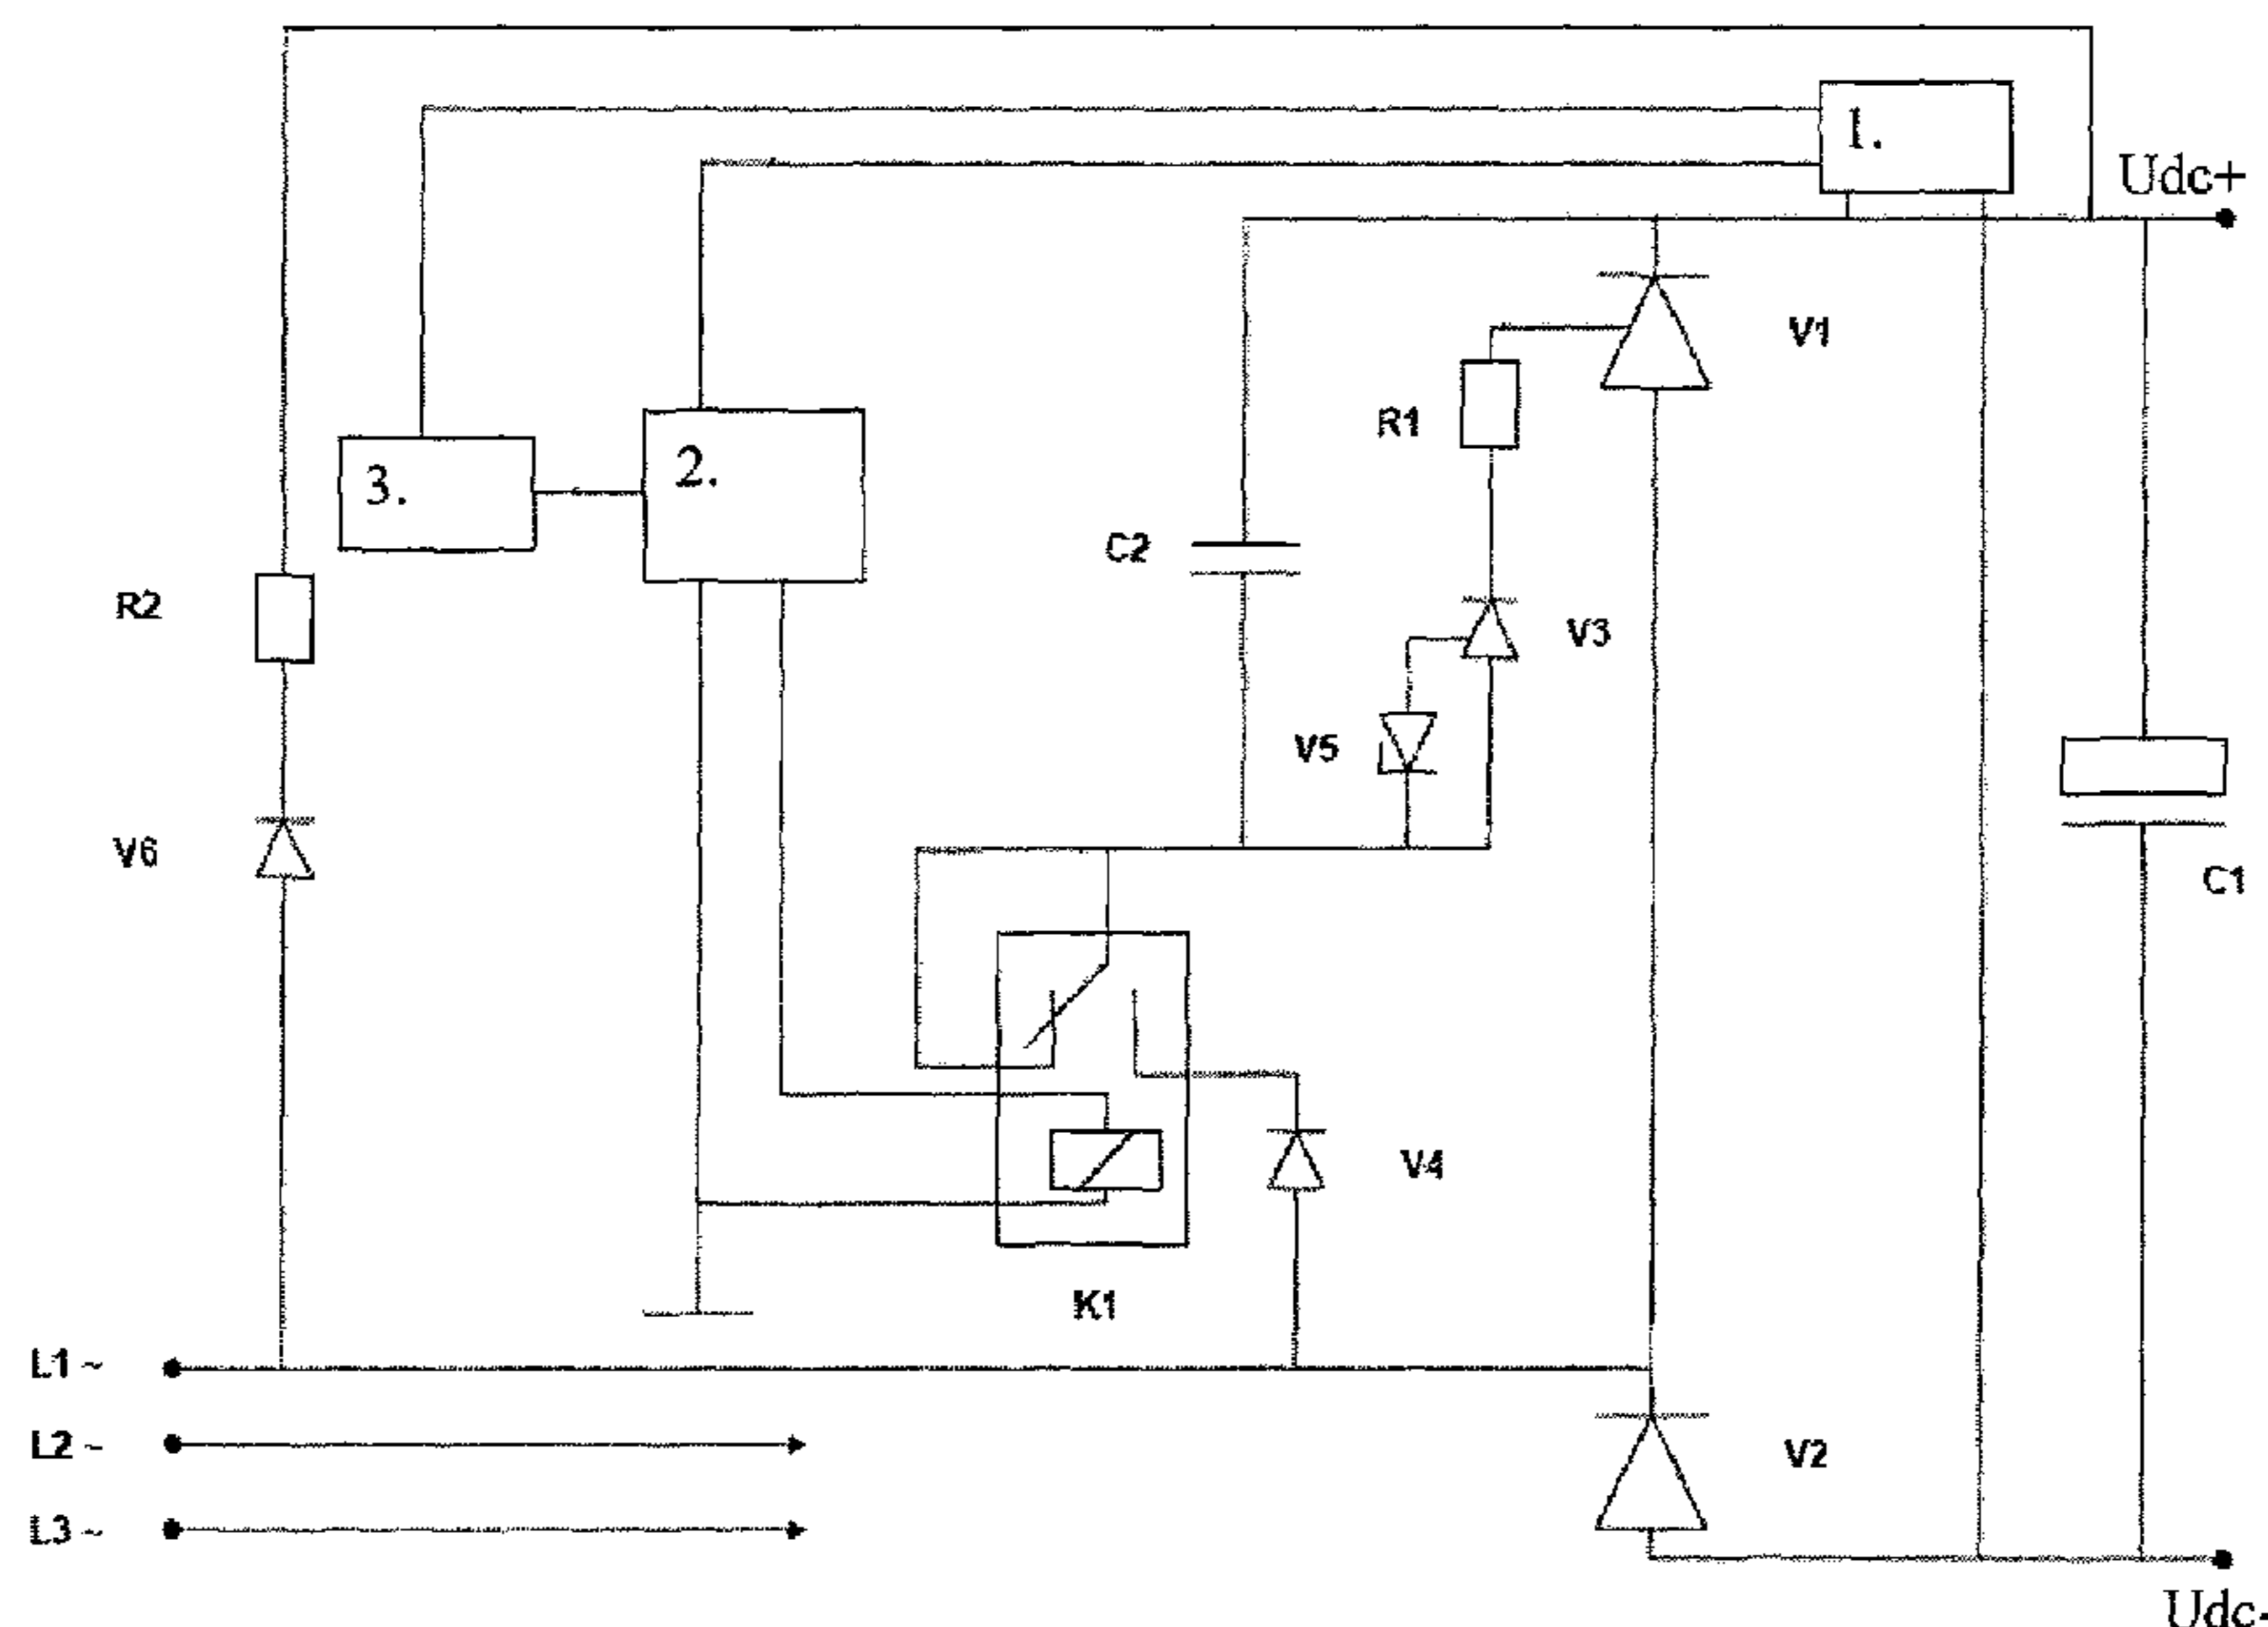 1.
Udc+
V1
R1
3.
2.
C2
R2
V3
V5
V6
C1
V4
K1
L1 ~
L2 ~
V2
L3 ~
Udc-